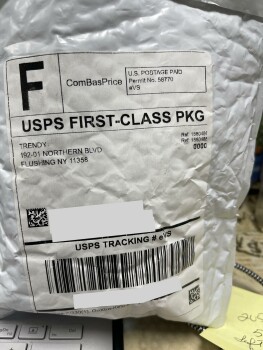 F
ComBasPrice
U.S. POSTAGE PAID
Permit No. 56770
eVS
USPS FIRST-CLASS PKG
TRENDY
192-01 NORTHERN BLVD
FLUSHING NY 11358
0000
USPS TRACKING # eVS